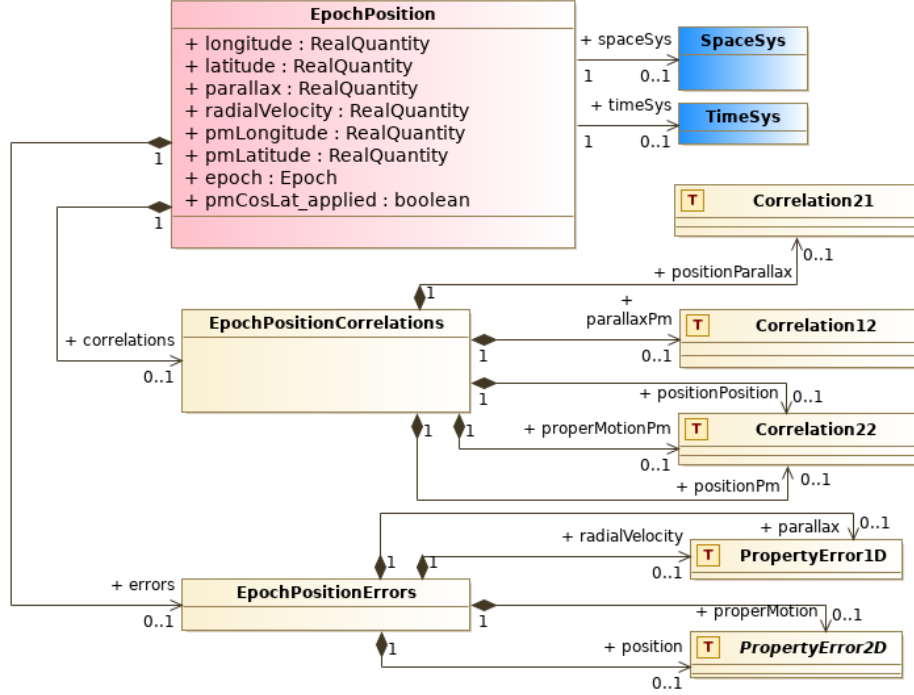 EpochPosition
+ longitude : RealQuantity
+ latitude : RealQuantity
+ parallax : RealQuantity
+ radialVelocity : RealQuantity
+ pmLongitude : RealQuantity
+ pmLatitude : RealQuantity
+ epoch : Epoch
+ pmCosLat_applied : boolean
+ spaceSys
1 0..1
SpaceSys
+ timeSys
1 0..1
TimeSys
1
1
T Correlation21
0..1
+ positionParallax
1
EpochPositionCorrelations
+ correlations
0..1
+
parallaxPm
1 0..1
T Correlation12
+ positionPosition
1 0..1
+ properMotionPm
1 0..1
T Correlation22
1
+ positionPm
0..1
+ parallax
1 0..1
+ radialVelocity
1 0..1
T PropertyError1D
+ errors
0..1
EpochPositionErrors
+ properMotion
1 0..1
+ position
1 0..1
T PropertyError2D